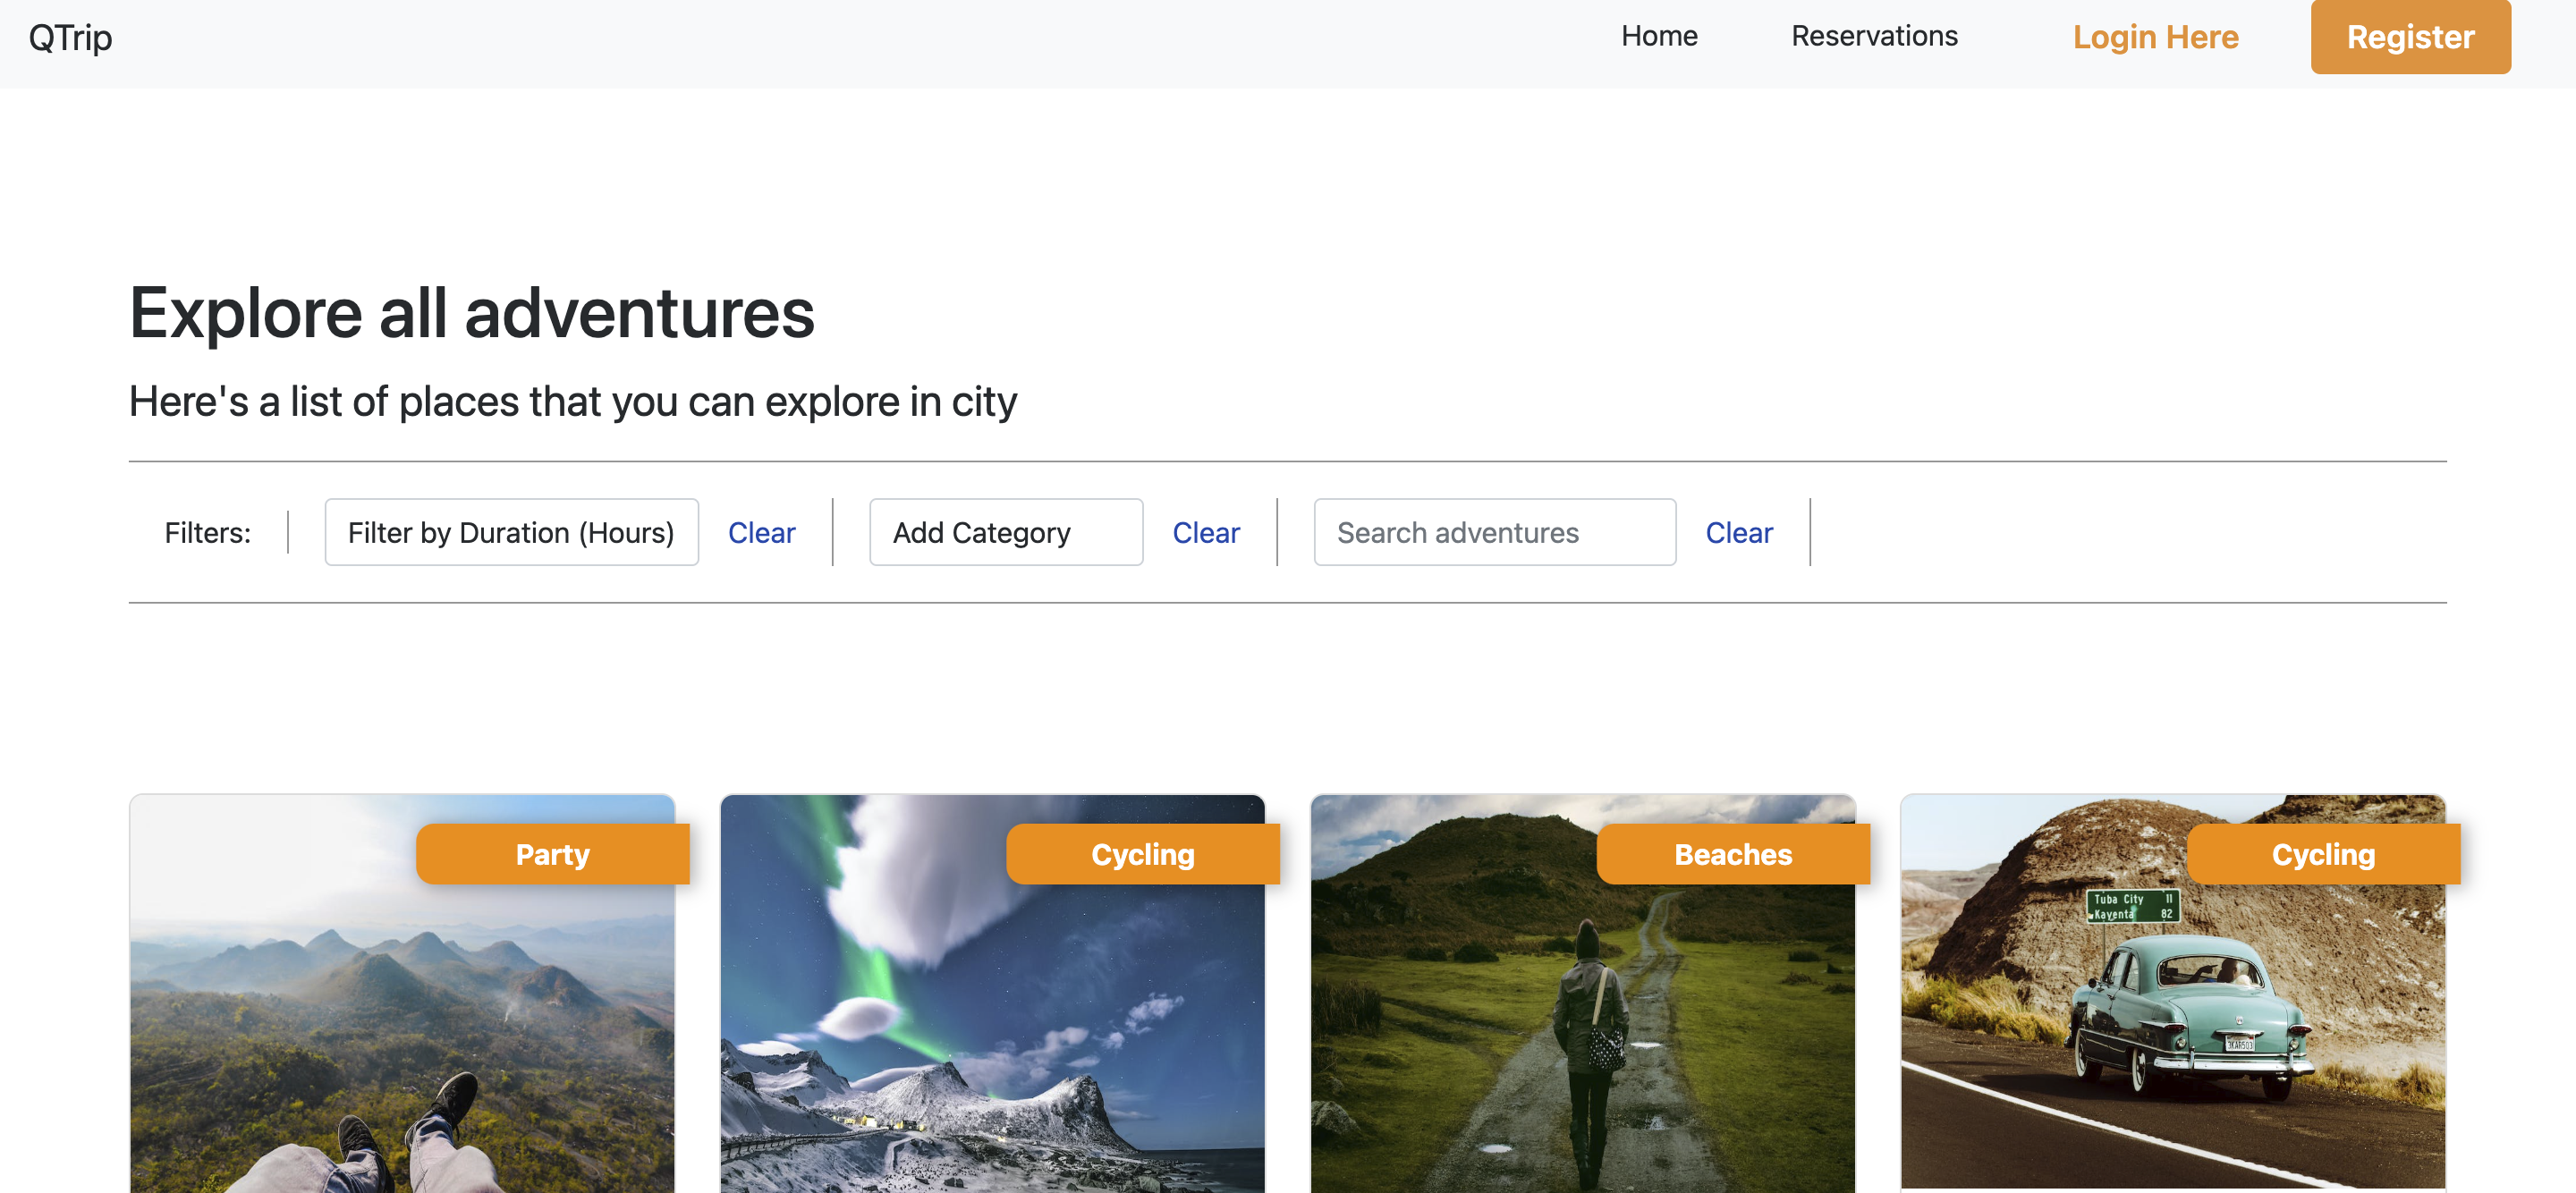 QTrip
Home
Reservations
Login Here
Register
Explore all adventures
Here's a list of places that you can explore in city
Filters:
Filter by Duration (Hours)
Clear
Add Category
Clear
Search adventures
Clear
Party
Cycling
Beaches
Cycling
Tuba City 11
Kayenta 82
3KAR503